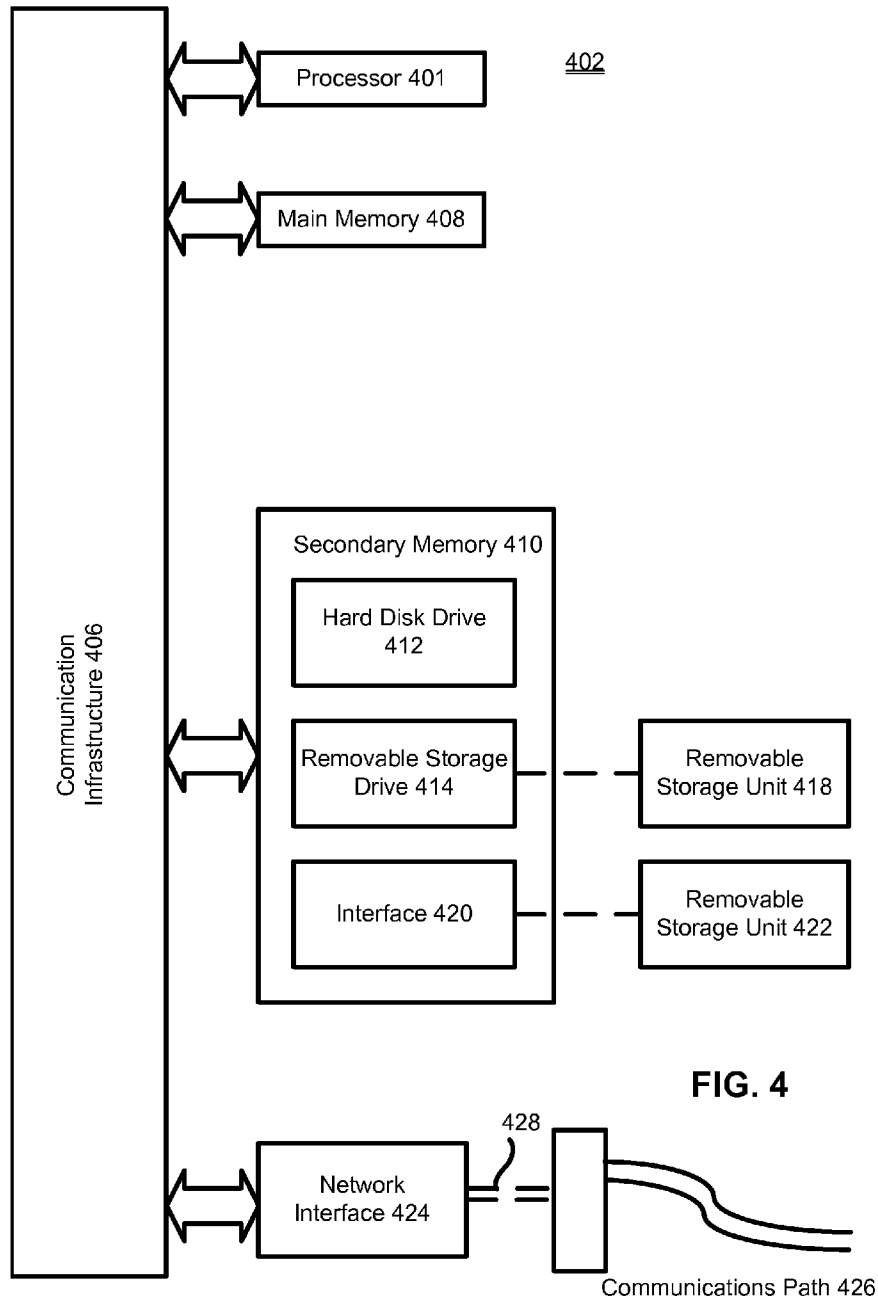 Processor 401
402
Main Memory 408
Communication
Infrastructure 406
Secondary Memory 410
Hard Disk Drive
412
Removable Storage
Drive 414
Removable
Storage Unit 418
Interface 420
Removable
Storage Unit 422
FIG. 4
428
Network
Interface 424
Communications Path 426